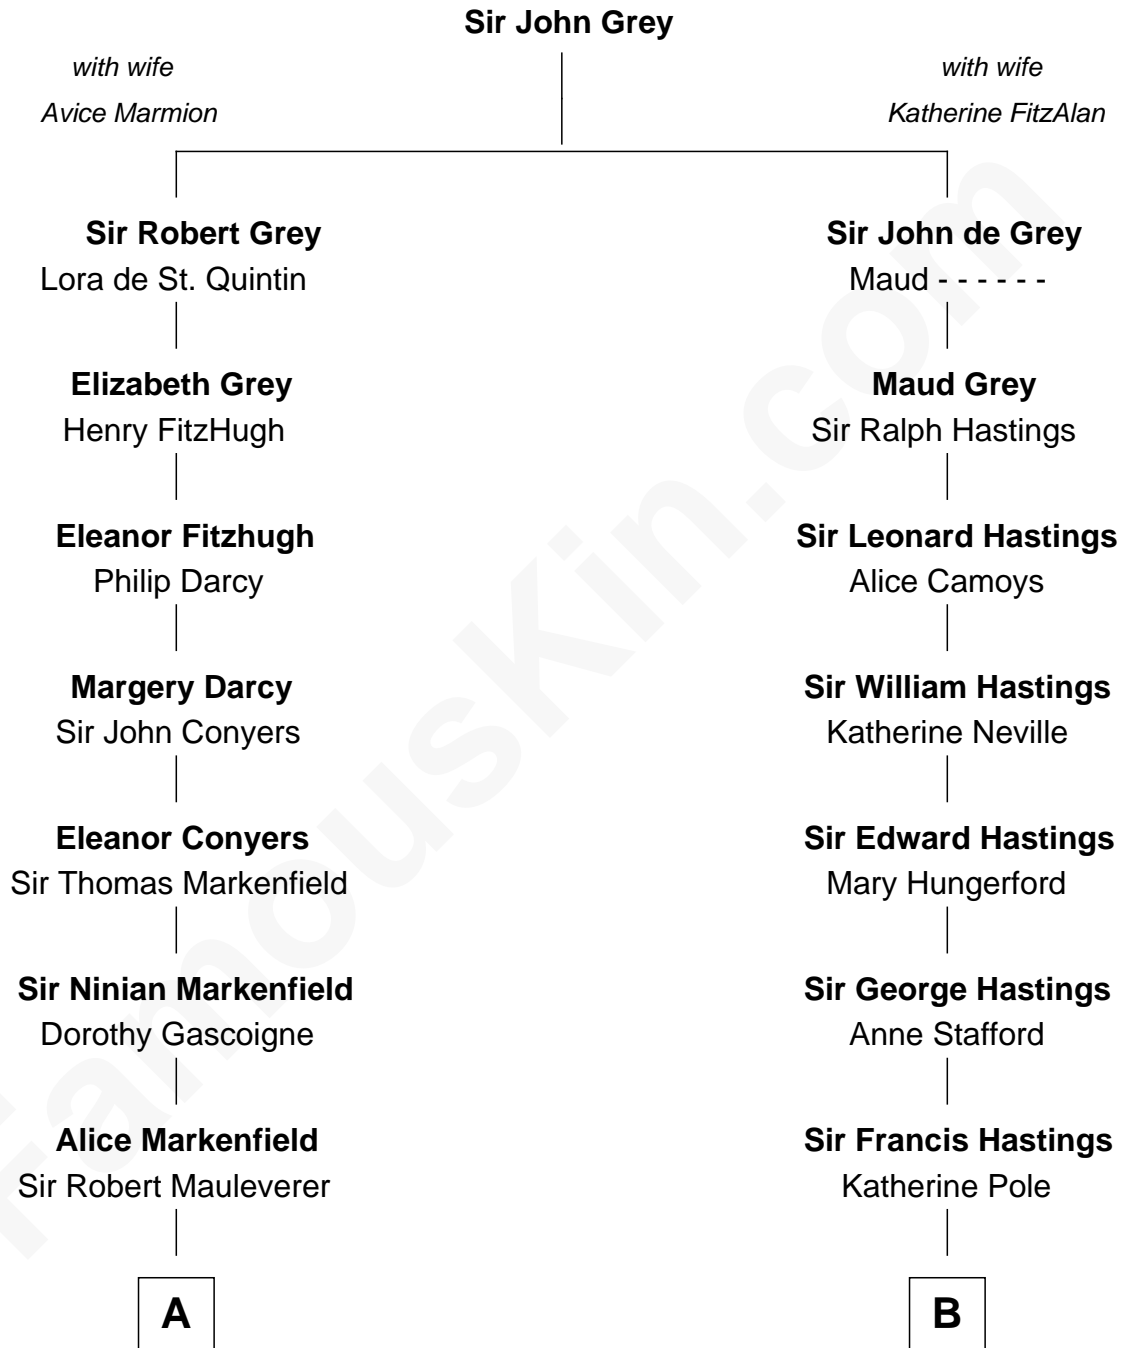 Sir John Grey
with wife
Avice Marmion
with wife
Katherine FitzAlan
Sir Robert Grey
Lora de St. Quintin
Sir John de Grey
Maud - - - - - -
Elizabeth Grey
Henry FitzHugh
Maud Grey
Sir Ralph Hastings
Eleanor Fitzhugh
Philip Darcy
Sir Leonard Hastings
Alice Camoys
Margery Darcy
Sir John Conyers
Sir William Hastings
Katherine Neville
Eleanor Conyers
Sir Thomas Markenfield
Sir Edward Hastings
Mary Hungerford
Sir Ninian Markenfield
Dorothy Gascoigne
Sir George Hastings
Anne Stafford
Alice Markenfield
Sir Robert Mauleverer
Sir Francis Hastings
Katherine Pole
A
B
FamousKin.com